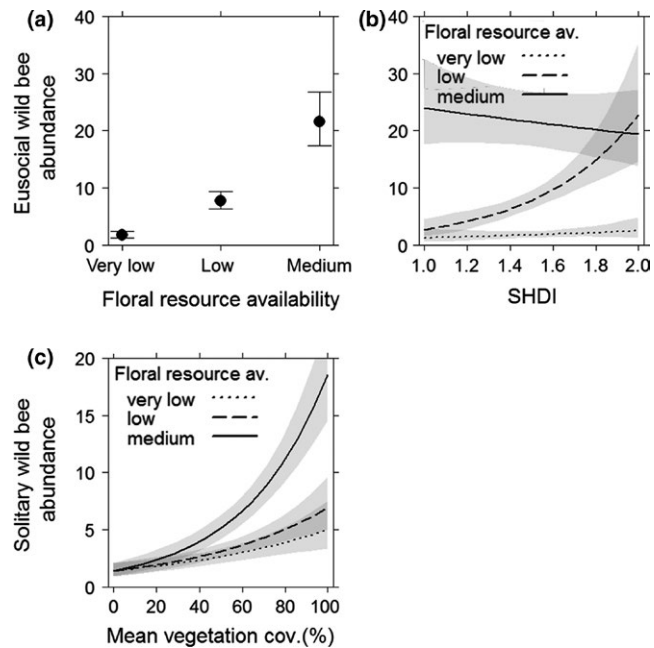 (a)
Eusocial wild bee
abundance
40
30
20
10
0
Very low Low Medium
Floral resource availability
(b)
Floral resource av.
very low
low
medium
40
30
20
10
0
1.0 1.2 1.4 1.6 1.8 2.0
SHDI
(c)
Floral resource av.
very low
low
medium
Solitary wild bee
abundance
20
15
10
5
0
0 20 40 60 80 100
Mean vegetation cov.(%)